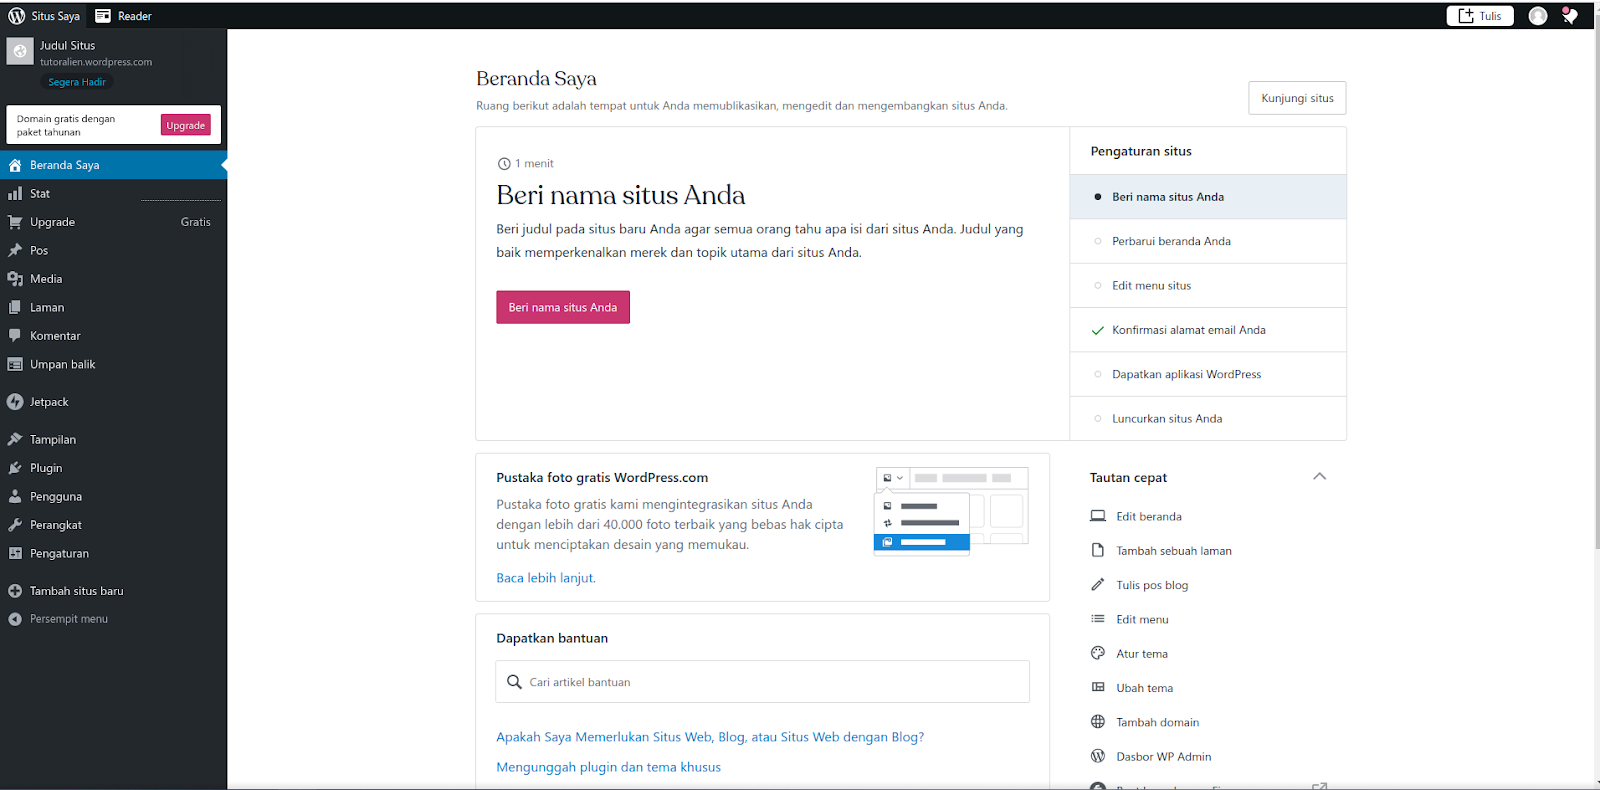 Situs Saya
Reader
Tulis
Judul Situs
tutoralien.wordpress.com
Segera Hadir
Domain gratis dengan
paket tahunan
Upgrade
Beranda Saya
Stat
Upgrade
Gratis
Pos
Media
Laman
Komentar
Umpan balik
Jetpack
Tampilan
Plugin
Pengguna
Perangkat
Pengaturan
Tambah situs baru
Persempit menu
Beranda Saya
Ruang berikut adalah tempat untuk Anda memublikasikan, mengedit dan mengembangkan situs Anda.
Kunjungi situs
1 menit
Beri nama situs Anda
Beri judul pada situs baru Anda agar semua orang tahu apa isi dari situs Anda. Judul yang
baik memperkenalkan merek dan topik utama dari situs Anda.
Beri nama situs Anda
Pengaturan situs
Beri nama situs Anda
Perbarui beranda Anda
Edit menu situs
Konfirmasi alamat email Anda
Dapatkan aplikasi WordPress
Luncurkan situs Anda
Pustaka foto gratis WordPress.com
Pustaka foto gratis kami mengintegrasikan situs Anda
dengan lebih dari 40.000 foto terbaik yang bebas hak cipta
untuk menciptakan desain yang memukau.
Baca lebih lanjut.
Dapatkan bantuan
Cari artikel bantuan
Apakah Saya Memerlukan Situs Web, Blog, atau Situs Web dengan Blog?
Mengunggah plugin dan tema khusus
Tautan cepat
Edit beranda
Tambah sebuah laman
Tulis pos blog
Edit menu
Atur tema
Ubah tema
Tambah domain
Dasbor WP Admin